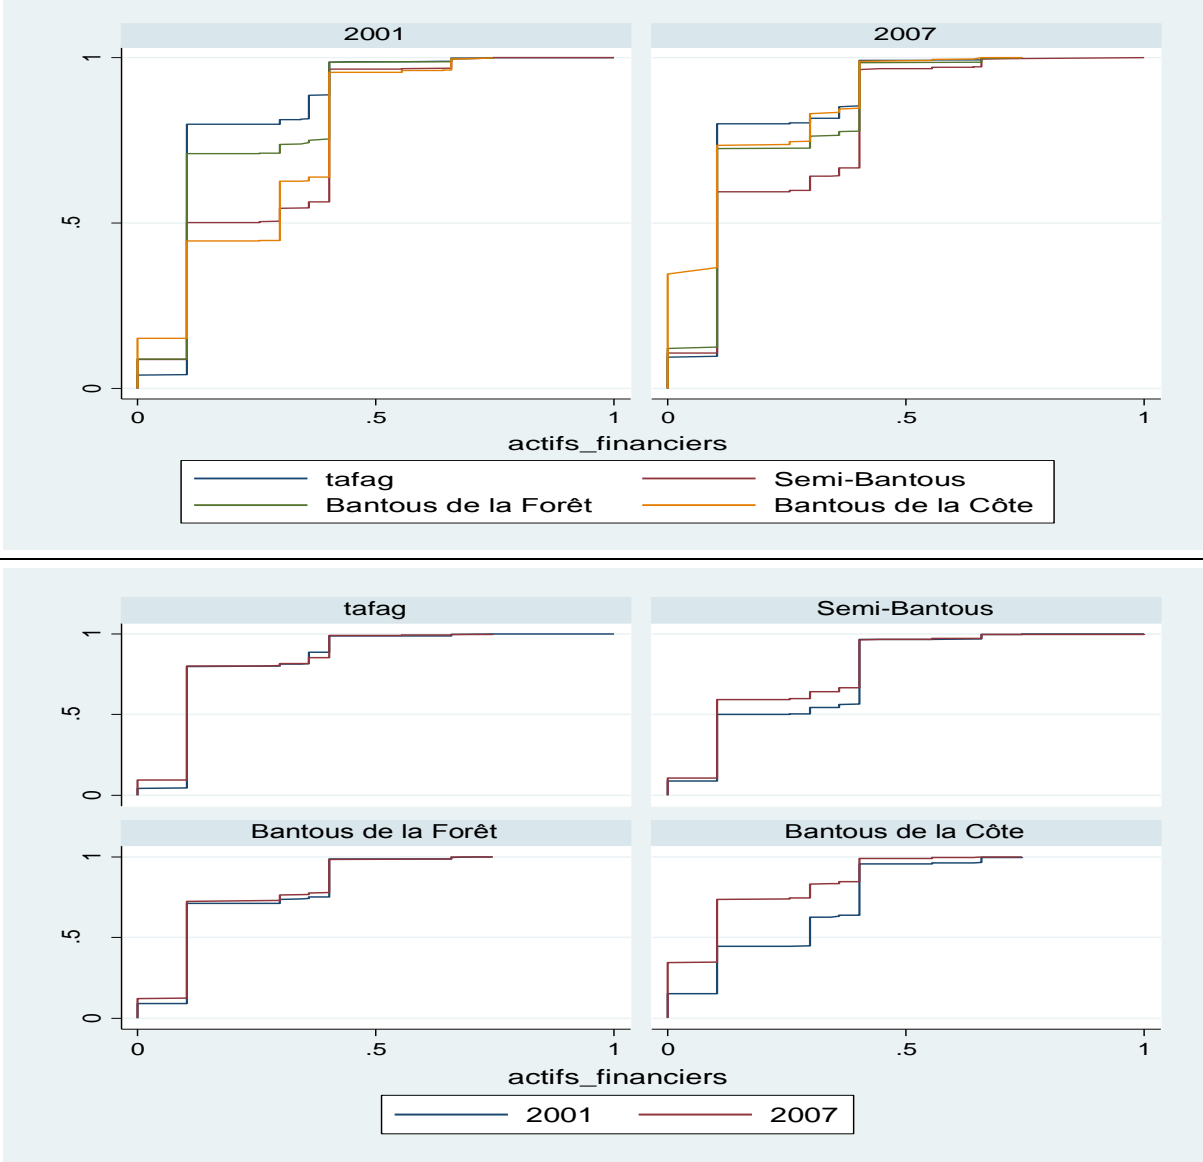 2001 2007
1
.5
0
0 .5 1 0 .5 1
actifs_financiers
tafag Semi-Bantous
Bantous de la Forêt Bantous de la Côte
tafag Semi-Bantous
1
.5
0
Bantous de la Forêt Bantous de la Côte
1
.5
0
0 .5 1 0 .5 1
actifs_financiers
2001 2007